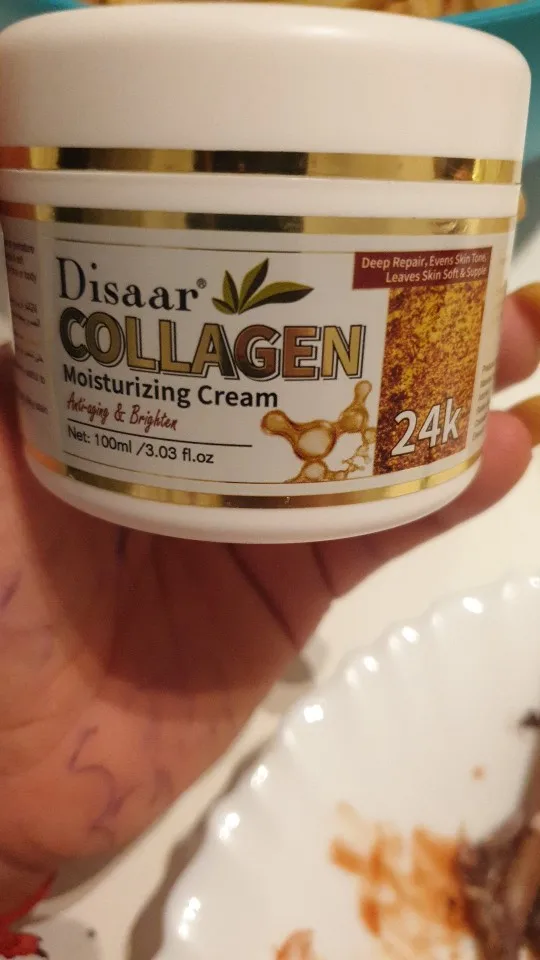 Disaar®
COLLAGEN
Moisturizing Cream
Anti-aging & Brighten
Net: 100ml /3.03 fl.oz
Deep Repair, Evens Skin Tone,
Leaves Skin Soft & Supple
24k